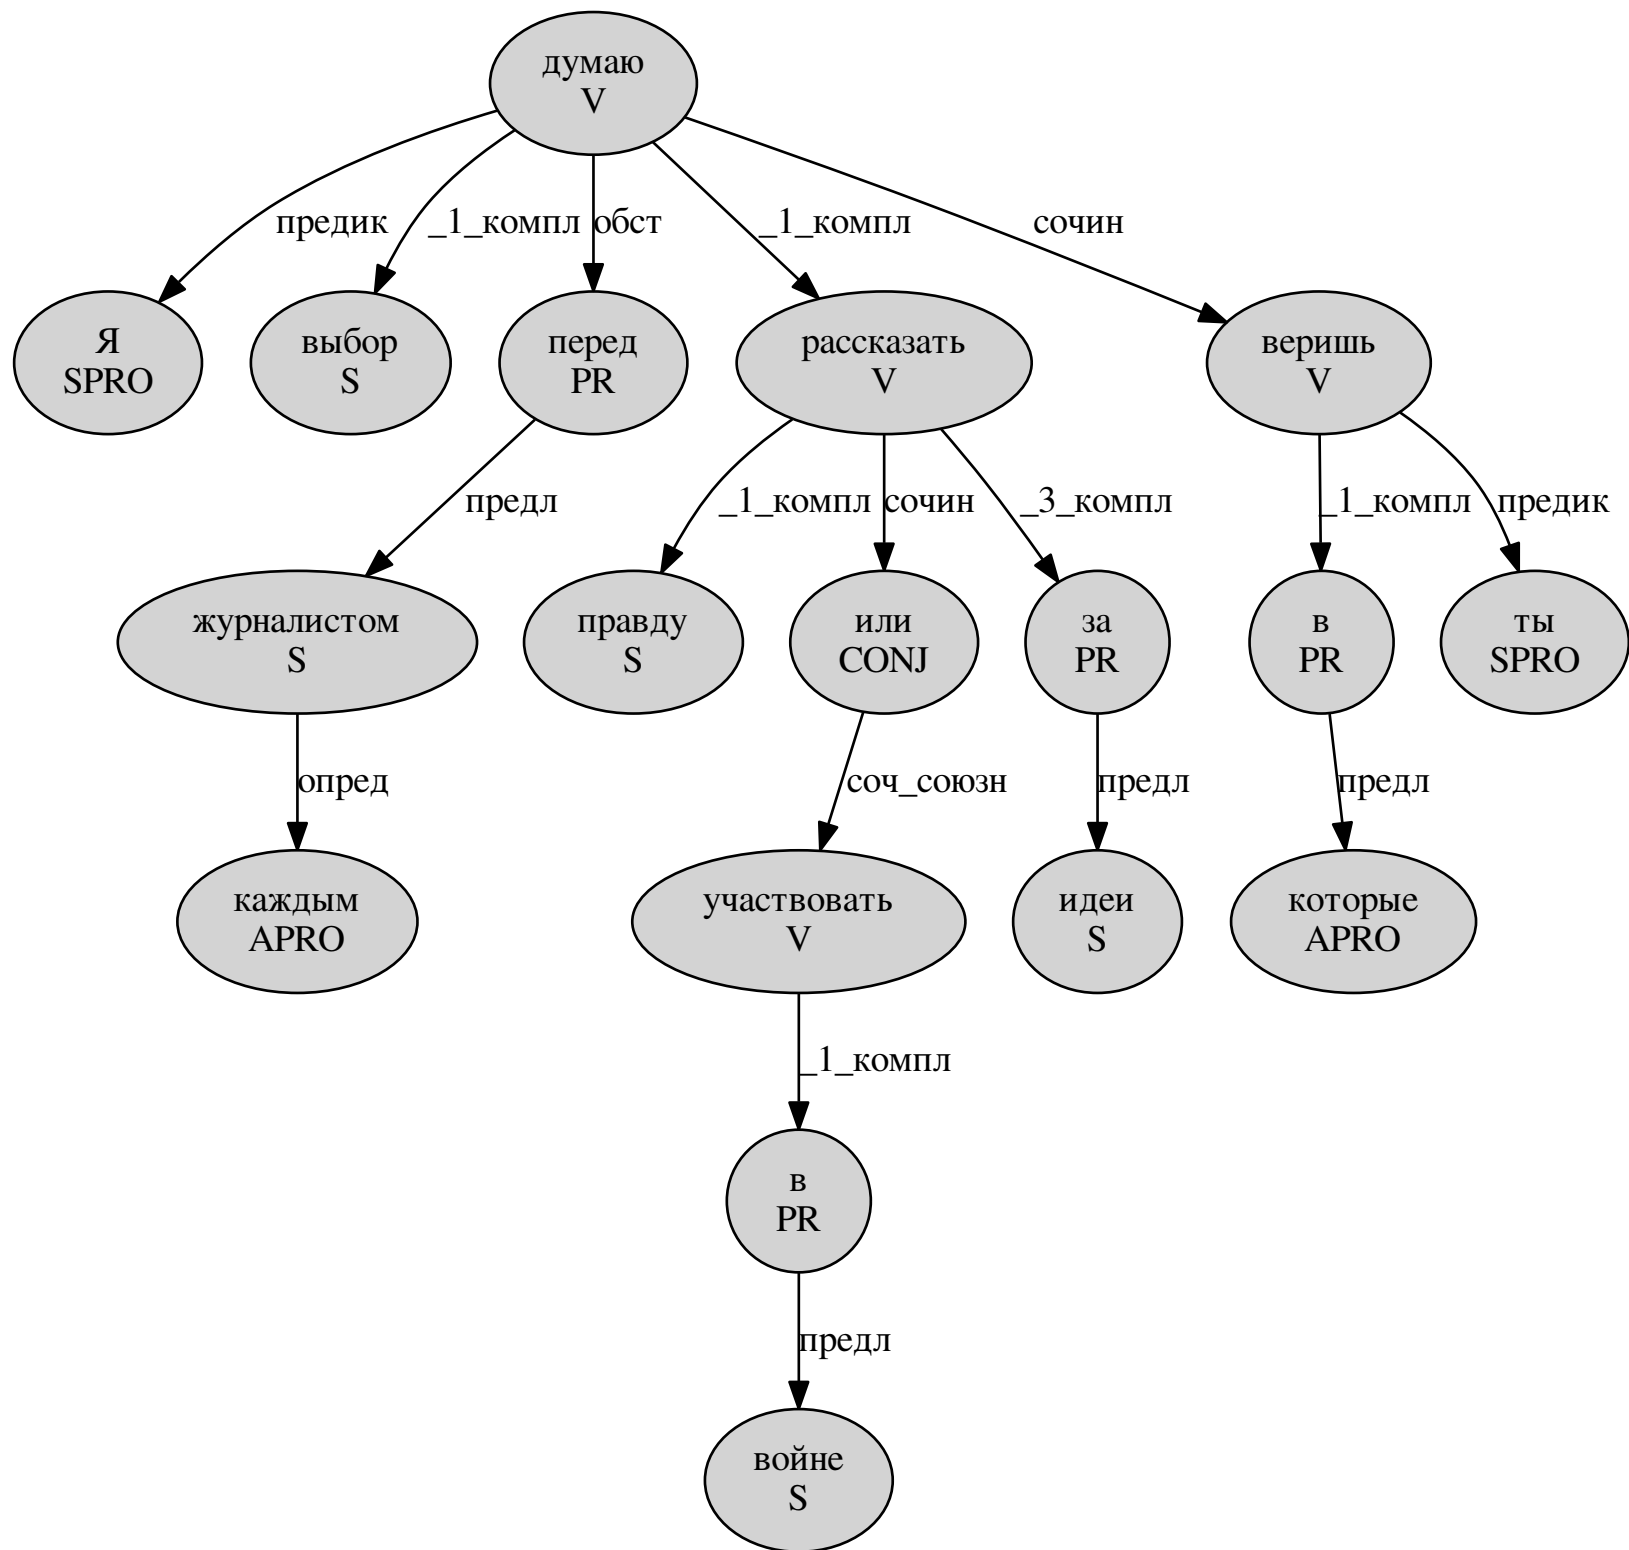 думаю
V
предик
_1_компл
обст
_1_компл
сочин
Я
SPRO
выбор
S
перед
PR
рассказать
V
веришь
V
предл
_1_компл
сочин
_3_компл
_1_компл
предик
журналистом
S
правду
S
или
CONJ
за
PR
в
PR
ты
SPRO
опред
соч_союзн
предл
предл
каждым
APRO
участвовать
V
идеи
S
которые
APRO
_1_компл
в
PR
предл
войне
S